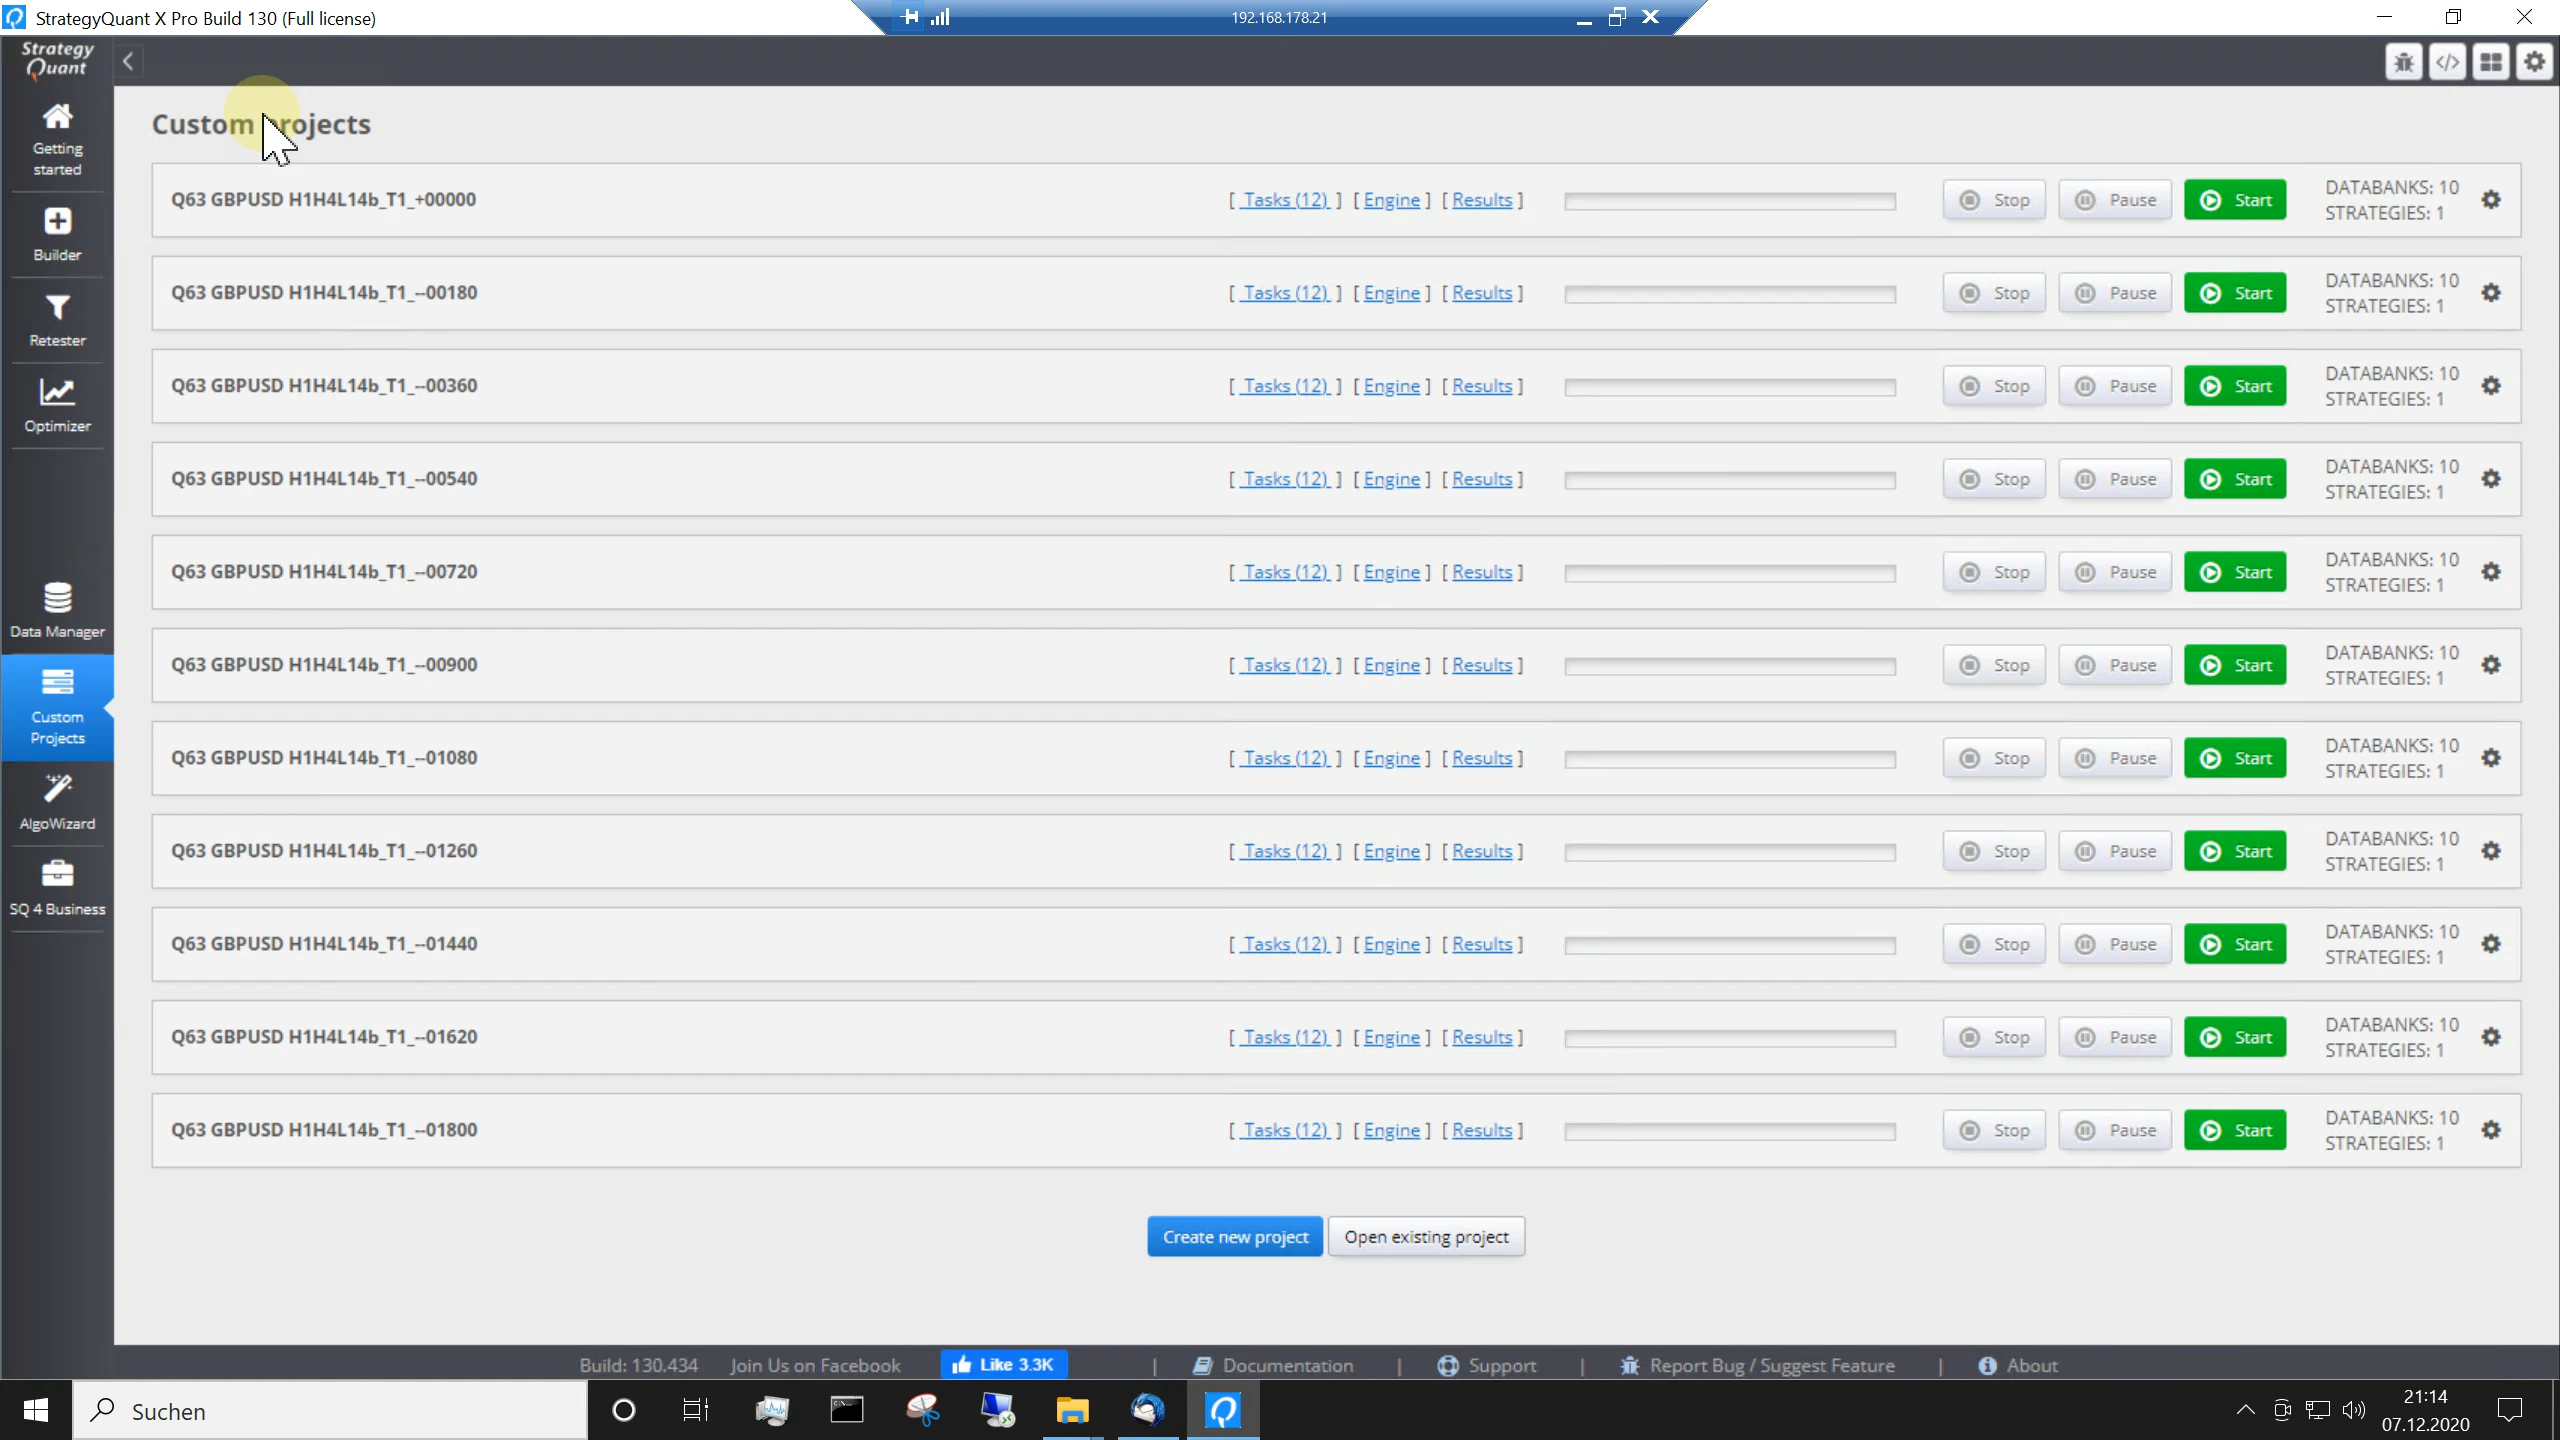 StrategyQuant X Pro Build 130 (Full license)
192.168.178.21
Strategy
Quant
Getting
started
Builder
Retester
Optimizer
Data Manager
Custom
Projects
AlgoWizard
SQ 4 Business
Custom projects
Q63 GBPUSD H1H4L14b_T1_+00000 [ Tasks (12) ] [ Engine ] [ Results ] Stop Pause Start DATABANKS: 10
STRATEGIES: 1
Q63 GBPUSD H1H4L14b_T1_--00180 [ Tasks (12) ] [ Engine ] [ Results ] Stop Pause Start DATABANKS: 10
STRATEGIES: 1
Q63 GBPUSD H1H4L14b_T1_--00360 [ Tasks (12) ] [ Engine ] [ Results ] Stop Pause Start DATABANKS: 10
STRATEGIES: 1
Q63 GBPUSD H1H4L14b_T1_--00540 [ Tasks (12) ] [ Engine ] [ Results ] Stop Pause Start DATABANKS: 10
STRATEGIES: 1
Q63 GBPUSD H1H4L14b_T1_--00720 [ Tasks (12) ] [ Engine ] [ Results ] Stop Pause Start DATABANKS: 10
STRATEGIES: 1
Q63 GBPUSD H1H4L14b_T1_--00900 [ Tasks (12) ] [ Engine ] [ Results ] Stop Pause Start DATABANKS: 10
STRATEGIES: 1
Q63 GBPUSD H1H4L14b_T1_--01080 [ Tasks (12) ] [ Engine ] [ Results ] Stop Pause Start DATABANKS: 10
STRATEGIES: 1
Q63 GBPUSD H1H4L14b_T1_--01260 [ Tasks (12) ] [ Engine ] [ Results ] Stop Pause Start DATABANKS: 10
STRATEGIES: 1
Q63 GBPUSD H1H4L14b_T1_--01440 [ Tasks (12) ] [ Engine ] [ Results ] Stop Pause Start DATABANKS: 10
STRATEGIES: 1
Q63 GBPUSD H1H4L14b_T1_--01620 [ Tasks (12) ] [ Engine ] [ Results ] Stop Pause Start DATABANKS: 10
STRATEGIES: 1
Q63 GBPUSD H1H4L14b_T1_--01800 [ Tasks (12) ] [ Engine ] [ Results ] Stop Pause Start DATABANKS: 10
STRATEGIES: 1
Create new project Open existing project
Build: 130.434 Join Us on Facebook Like 3.3K | Documentation | Support | Report Bug / Suggest Feature | About
Suchen
21:14
07.12.2020